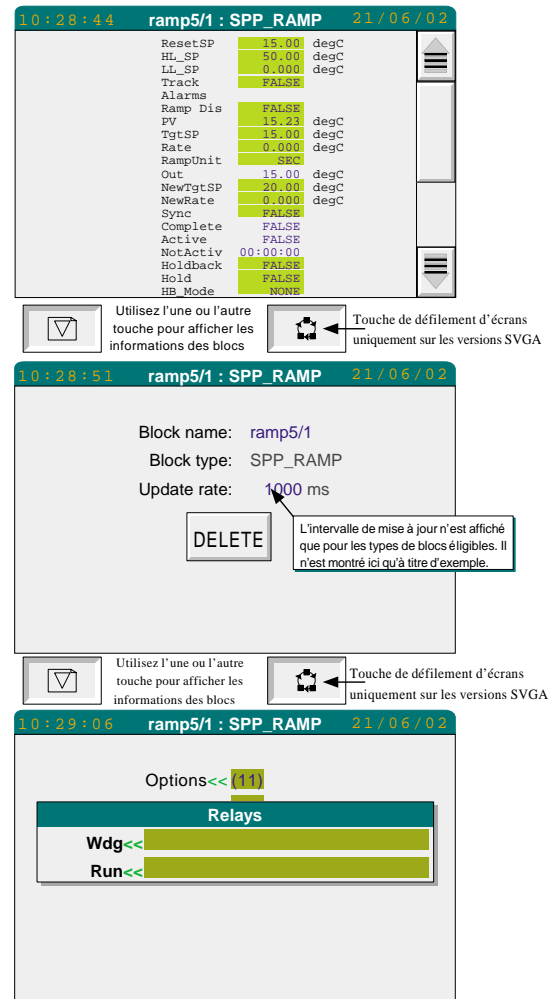 10:28:44 ramp5/1 : SPP_RAMP 21/06/02
ResetSP 15.00 degC
HL_SP 50.00 degC
LL_SP 0.000 degC
Track FALSE
Alarms
Ramp Dis FALSE
PV 15.23 degC
TgtSP 15.00 degC
Rate 0.000 degC
RampUnit SEC
Out 15.00 degC
NewTgtSP 20.00 degC
NewRate 0.000 degC
Sync FALSE
Complete FALSE
Active FALSE
NotActiv 00:00:00
Holdback FALSE
Hold FALSE
HB_Mode NONE
Utilisez l'une ou l'autre
touche pour afficher les
informations des blocs
Touche de défilement d'écrans
uniquement sur les versions SVGA
10:28:51 ramp5/1 : SPP_RAMP 21/06/02
Block name: ramp5/1
Block type: SPP_RAMP
Update rate: 1000 ms
DELETE
L'intervalle de mise à jour n'est affiché
que pour les types de blocs éligibles. Il
n'est montré ici qu'à titre d'exemple.
Utilisez l'une ou l'autre
touche pour afficher les
informations des blocs
Touche de défilement d'écrans
uniquement sur les versions SVGA
10:29:06 ramp5/1 : SPP_RAMP 21/06/02
Options<< (11)
Relays
Wdg<<
Run<<